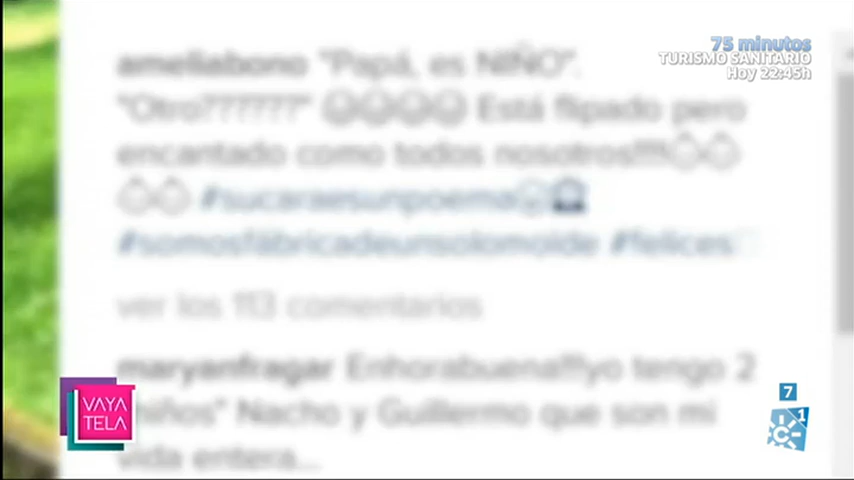 75 minutos
TURISMO SANITARIO
Hoy 22:45h
ameliabono "Papá, es NIÑO".
"Otro??????" Está flipado pero
encantado como todos nosotros!!!!
#sucaraesunpoema
#somosfábricadeunsolomolde #felices
ver los 113 comentarios
maryanfragar Enhorabuena!!!yo tengo 2
niños" Nacho y Guillermo que son mi
vida entera...
VAYA
TELA
7
1